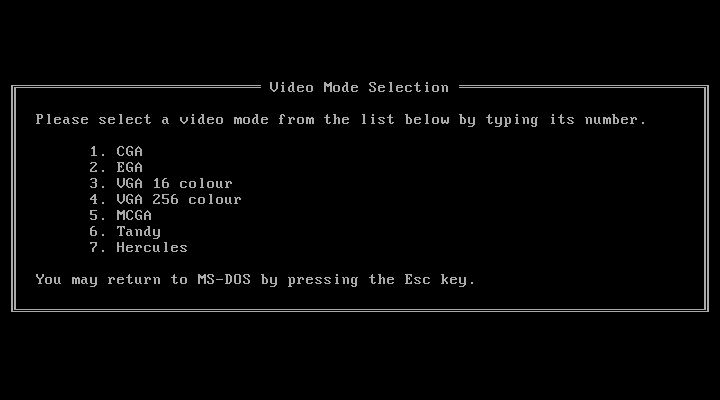 Video Mode Selection
Please select a video mode from the list below by typing its number.
1. CGA
2. EGA
3. VGA 16 colour
4. VGA 256 colour
5. MCGA
6. Tandy
7. Hercules
You may return to MS-DOS by pressing the Esc key.